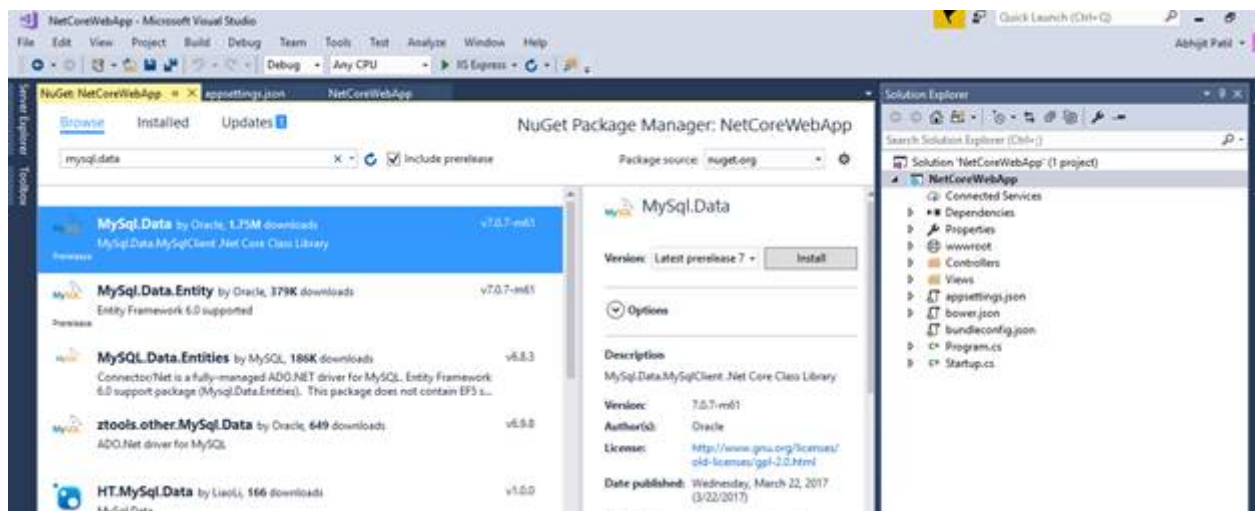 NetCoreWebApp - Microsoft Visual Studio
Quick Launch (Ctrl+Q)
File Edit View Project Build Debug Team Tools Test Analyze Window Help
Abhijit Patil
Debug Any CPU IIS Express
Server Explorer
Toolbox
NuGet: NetCoreWebApp appsettings.json NetCoreWebApp
Browse Installed Updates
NuGet Package Manager: NetCoreWebApp
mysql.data Include prerelease
Package source: nuget.org
MySql.Data by Oracle, 1.75M downloads v7.0.7-m61
MySql.Data.MySqlClient .Net Core Class Library
Prerelease
MySql.Data.Entity by Oracle, 379K downloads v7.0.7-m61
Entity Framework 6.0 supported
Prerelease
MySQL.Data.Entities by MySQL, 186K downloads v6.8.3
Connector/Net is a fully-managed ADO.NET driver for MySQL. Entity Framework
6.0 support package (Mysql.Data.Entities). This package does not contain EF5 s...
ztools.other.MySql.Data by Oracle, 649 downloads v6.9.8
ADO.Net driver for MySQL
HT.MySql.Data by LiaoLi, 166 downloads v1.0.0
MySql.Data
MySql.Data
Version: Latest prerelease 7 Install
Options
Description
MySql.Data.MySqlClient .Net Core Class Library
Version: 7.0.7-m61
Author(s): Oracle
License: http://www.gnu.org/licenses/
old-licenses/gpl-2.0.html
Date published: Wednesday, March 22, 2017
(3/22/2017)
Solution Explorer
Search Solution Explorer (Ctrl+;)
Solution 'NetCoreWebApp' (1 project)
NetCoreWebApp
Connected Services
Dependencies
Properties
wwwroot
Controllers
Views
appsettings.json
bower.json
bundleconfig.json
Program.cs
Startup.cs